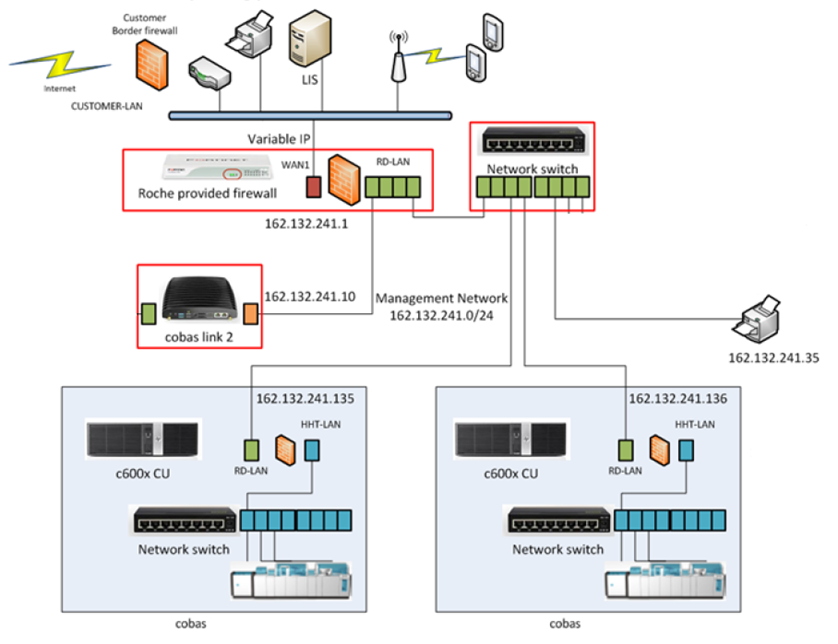 Customer
Border firewall
Internet
CUSTOMER-LAN
LIS
Variable IP
FORTINET
WAN1
RD-LAN
Roche provided firewall
Network switch
162.132.241.1
162.132.241.10
Management Network
162.132.241.0/24
cobas link 2
162.132.241.35
162.132.241.135
HHT-LAN
c600x CU
RD-LAN
Network switch
cobas
162.132.241.136
HHT-LAN
c600x CU
RD-LAN
Network switch
cobas